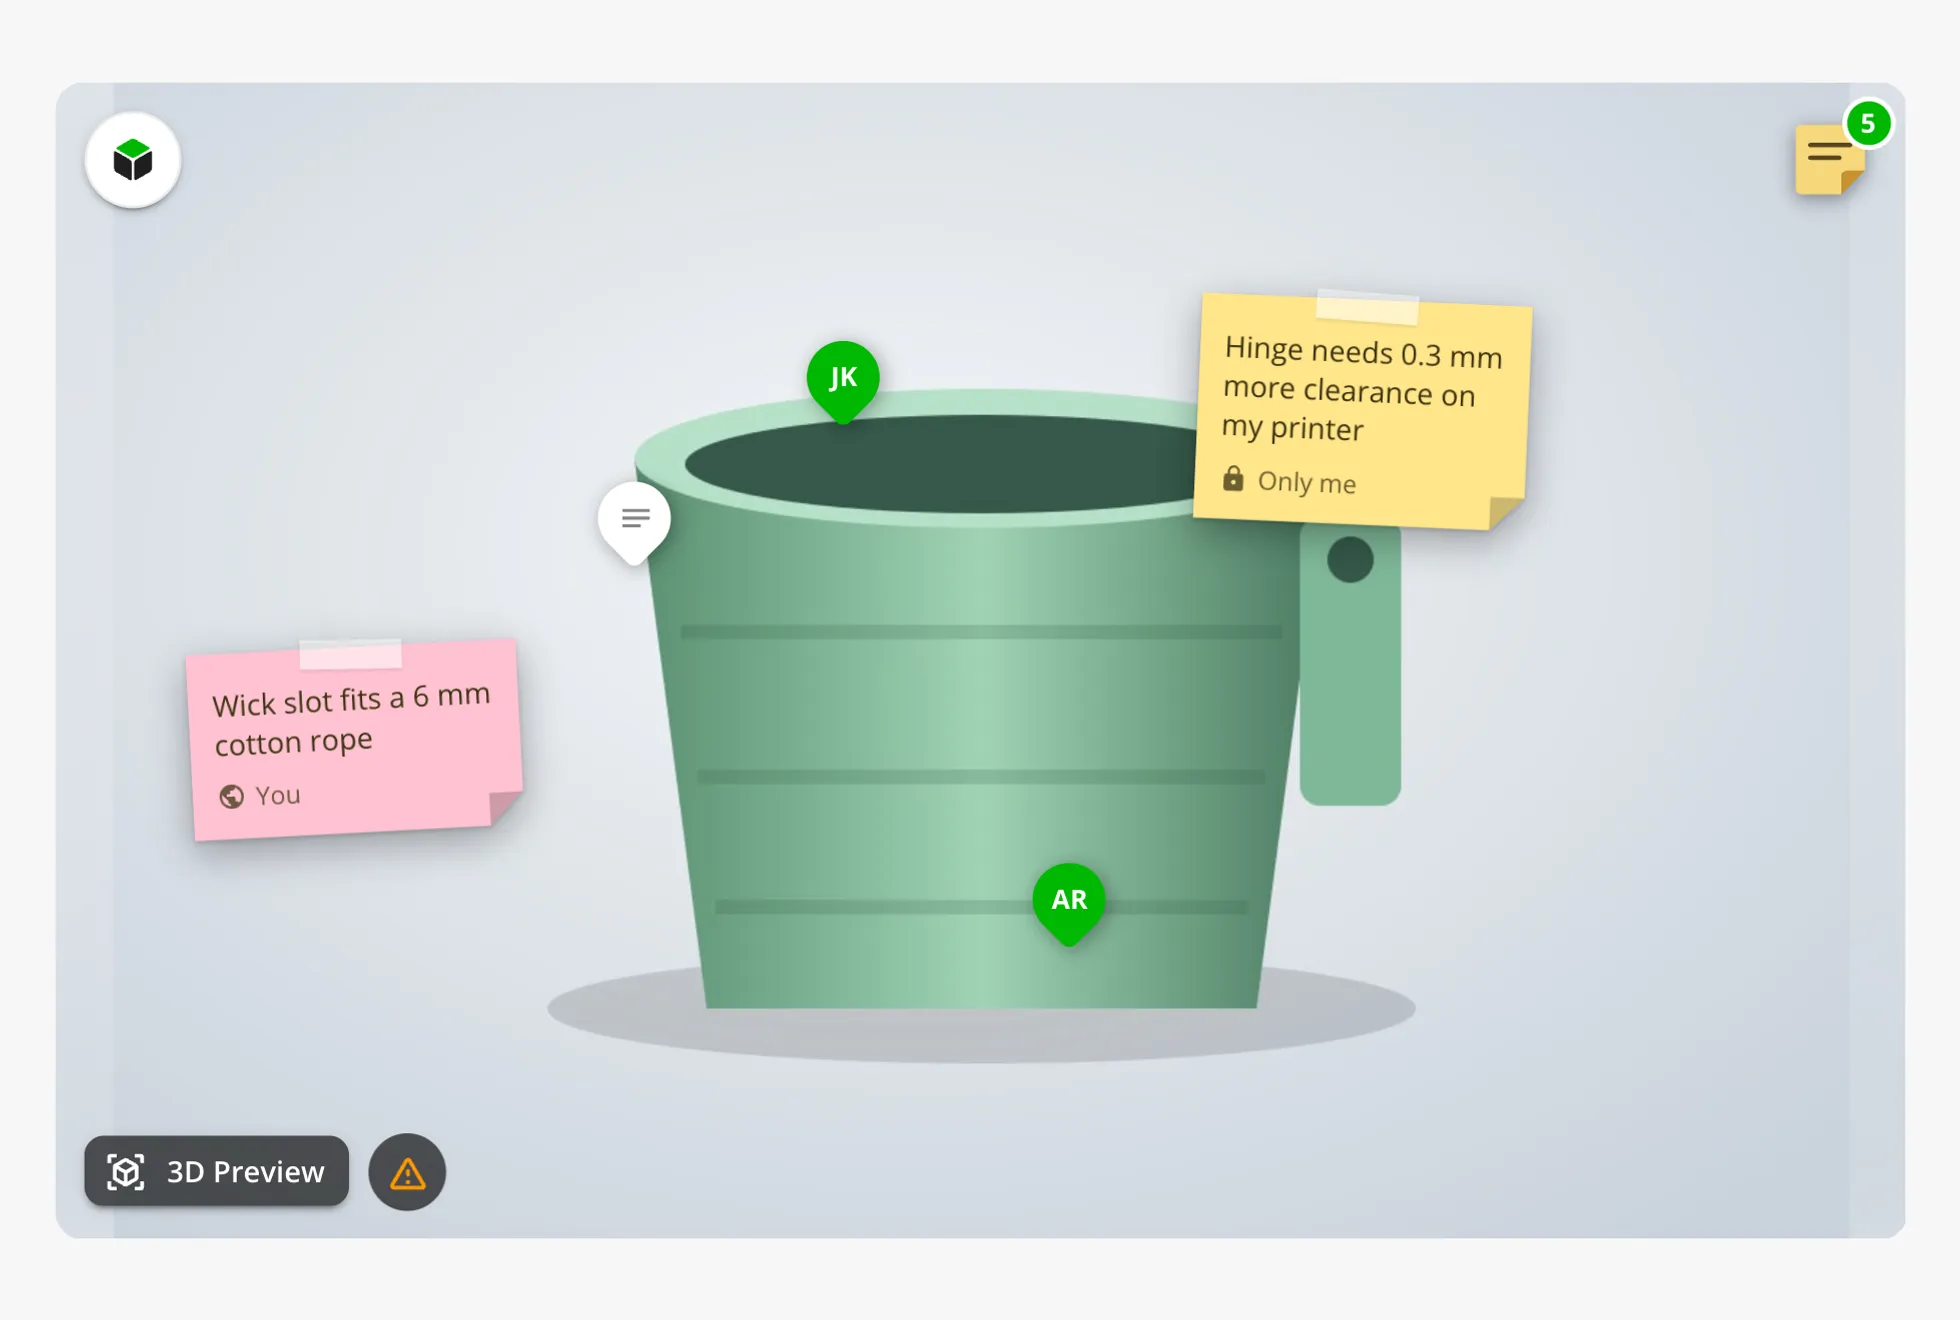 5
JK
Hinge needs 0.3 mm
more clearance on
my printer
Only me
Wick slot fits a 6 mm
cotton rope
You
AR
3D Preview